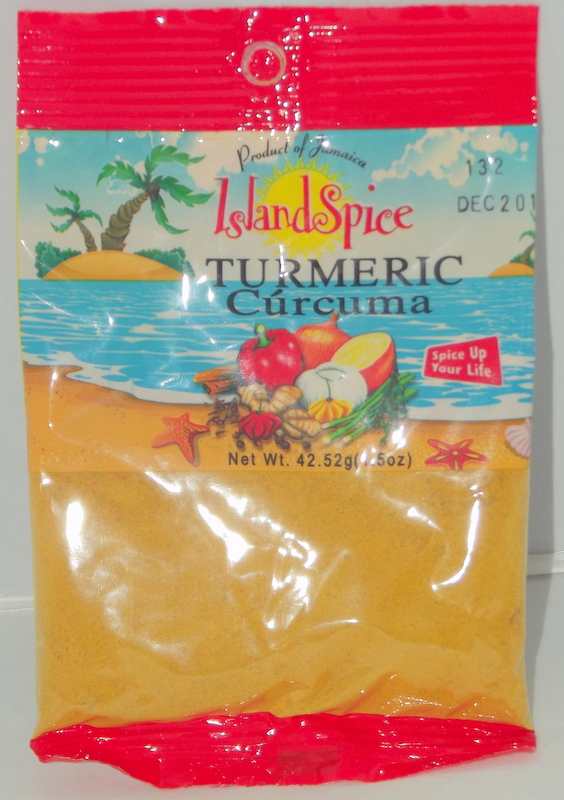 Product of Jamaica
132
DEC 201
IslandSpice
TURMERIC
Cúrcuma
Spice Up
Your Life
Net Wt. 42.52g(1.5oz)